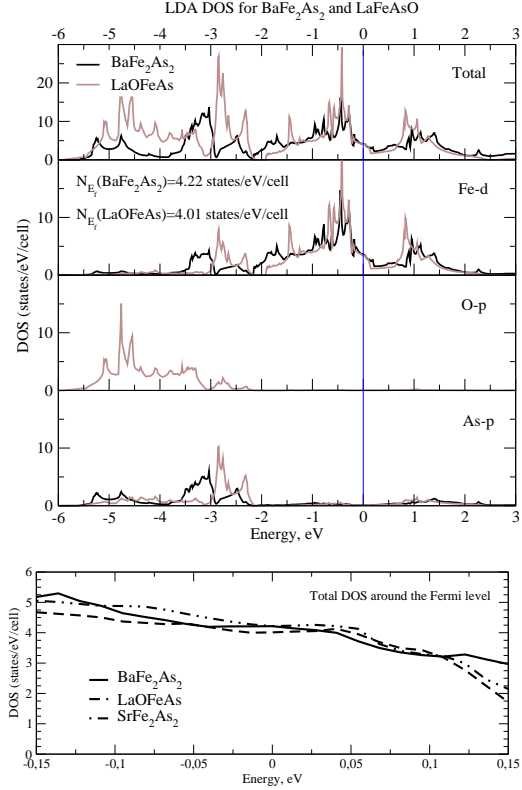 LDA DOS for BaFe₂As₂ and LaFeAsO
-6 -5 -4 -3 -2 -1 0 1 2 3
BaFe₂As₂
LaOFeAs
Total
20
10
0
N_{E_f}(BaFe₂As₂)=4.22 states/eV/cell
N_{E_f}(LaOFeAs)=4.01 states/eV/cell
Fe-d
10
0
O-p
10
0
As-p
10
0
DOS (states/eV/cell)
-6 -5 -4 -3 -2 -1 0 1 2 3
Energy, eV
6
5
4
3
2
1
0
DOS (states/eV/cell)
Total DOS around the Fermi level
BaFe₂As₂
LaOFeAs
SrFe₂As₂
-0,15 -0,1 -0,05 0 0,05 0,1 0,15
Energy, eV